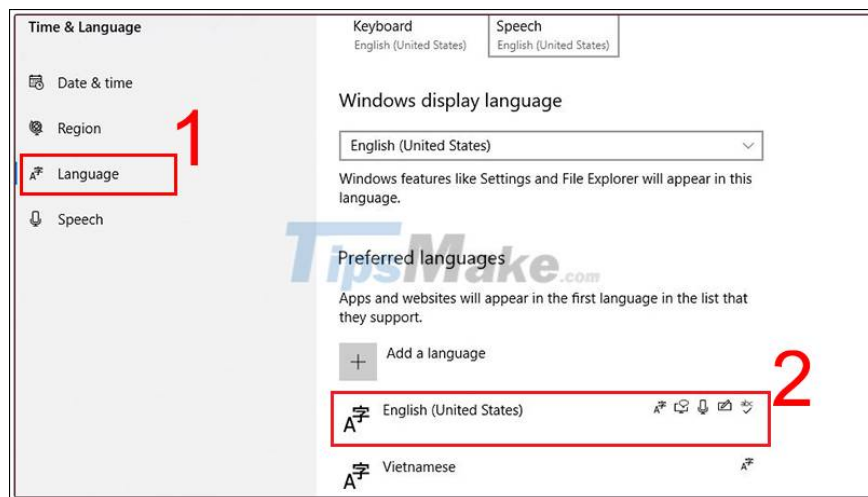 Time & Language
Date & time
Region
Language
Speech
1
Keyboard
English (United States)
Speech
English (United States)
Windows display language
English (United States)
Windows features like Settings and File Explorer will appear in this
language.
TipsMake.com
Preferred languages
Apps and websites will appear in the first language in the list that
they support.
Add a language
字 English (United States)
2
字 Vietnamese